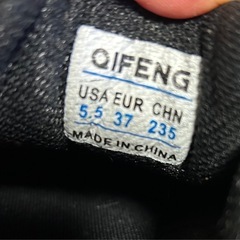 QIFENG
USA EUR CHN
5.5 37 235
MADE IN CHINA